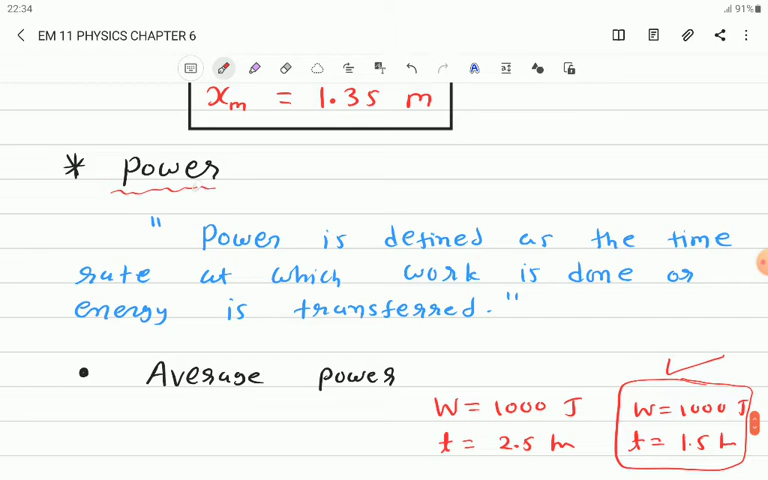 22:34
91%
EM 11 PHYSICS CHAPTER 6
xm = 1.35 m
* Power
" Power is defined as the time
rate at which work is done or
energy is transferred. "
• Average power
W = 1000 J
t = 2.5 h
W = 1000 J
t = 1.5 h